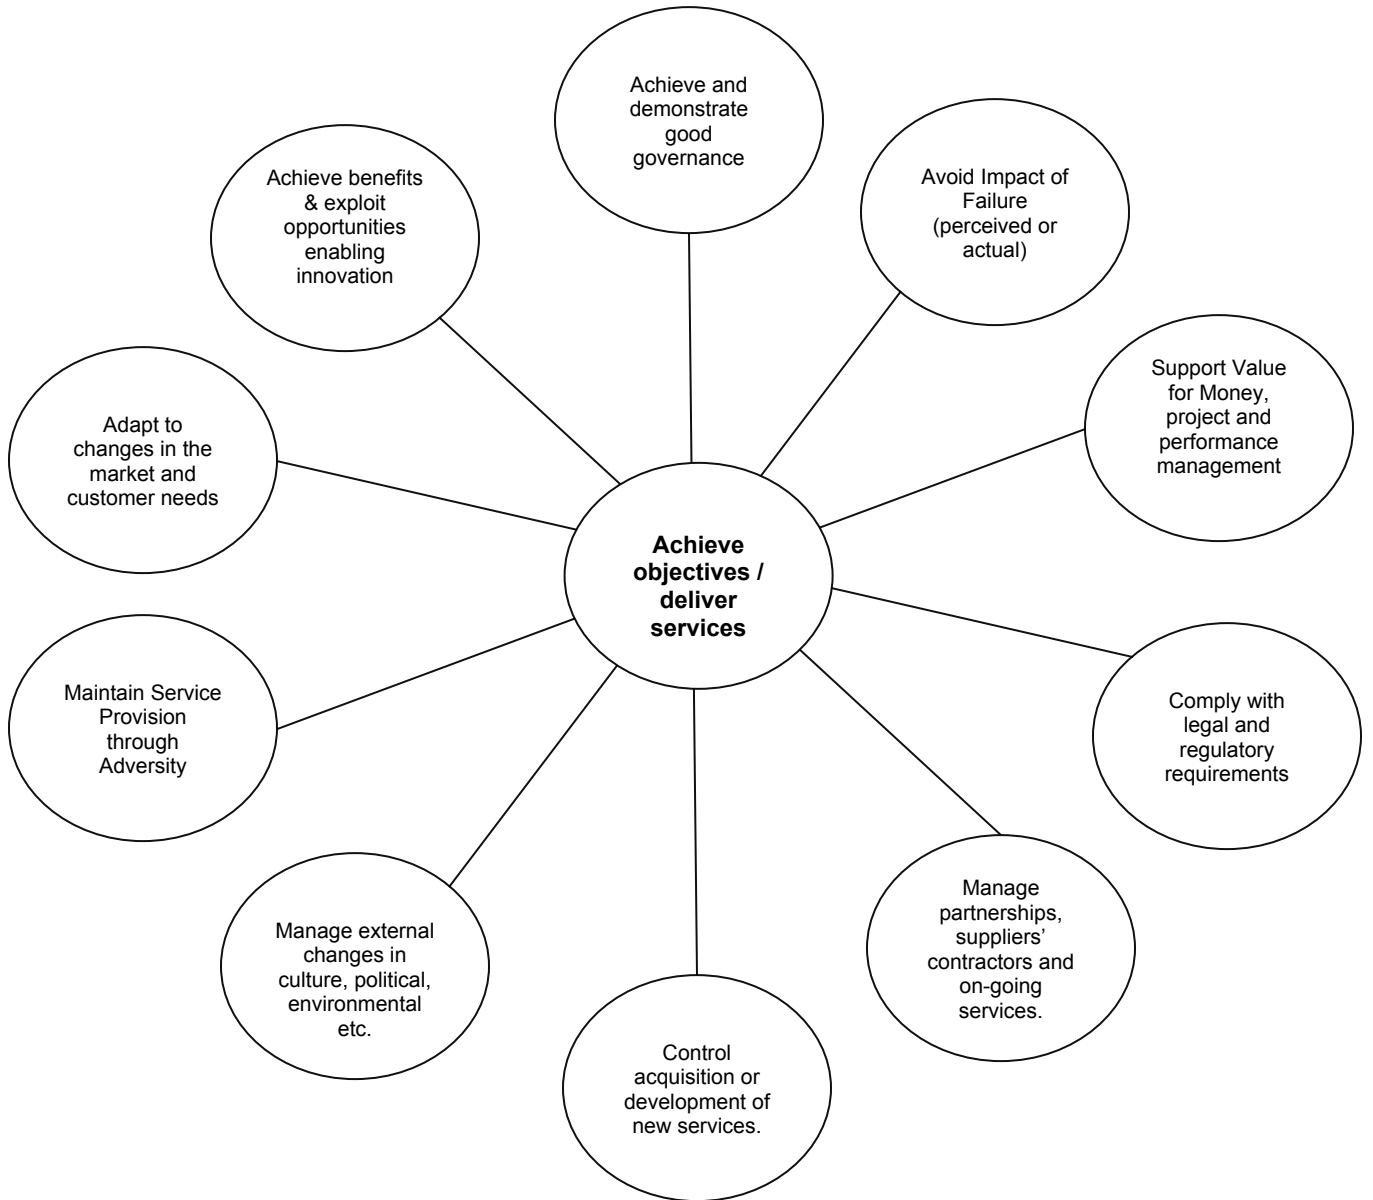 Achieve and
demonstrate
good
governance
Avoid Impact of
Failure
(perceived or
actual)
Achieve benefits
& exploit
opportunities
enabling
innovation
Support Value
for Money,
project and
performance
management
Adapt to
changes in the
market and
customer needs
Achieve
objectives /
deliver
services
Maintain Service
Provision
through
Adversity
Comply with
legal and
regulatory
requirements
Manage
partnerships,
suppliers’
contractors and
on-going
services.
Manage external
changes in
culture, political,
environmental
etc.
Control
acquisition or
development of
new services.